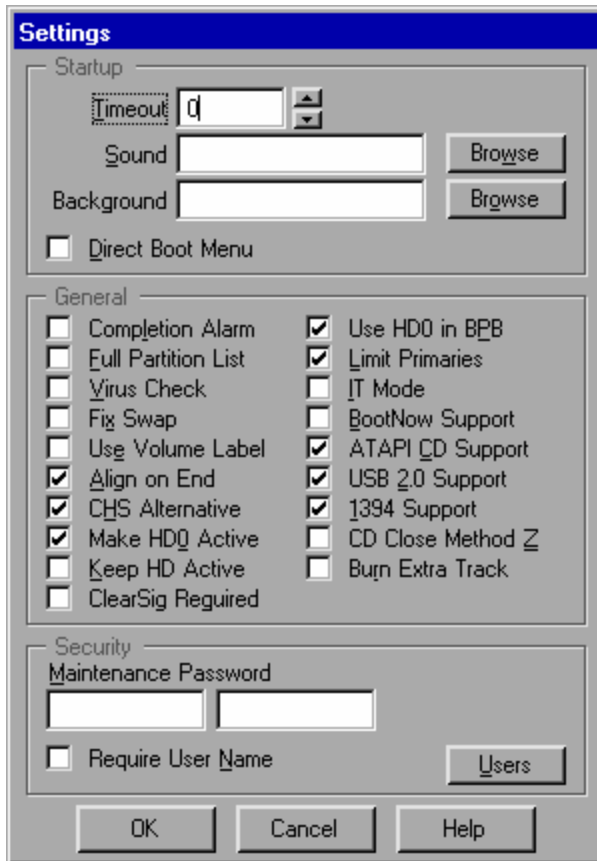 Settings
Startup
Timeout 0
Sound Browse
Background Browse
Direct Boot Menu
General
Completion Alarm
Full Partition List
Virus Check
Fix Swap
Use Volume Label
Align on End
CHS Alternative
Make HD0 Active
Keep HD Active
ClearSig Reguired
Use HD0 in BPB
Limit Primaries
IT Mode
BootNow Support
ATAPI CD Support
USB 2.0 Support
1394 Support
CD Close Method Z
Burn Extra Track
Security
Maintenance Password
Require User Name
Users
OK Cancel Help